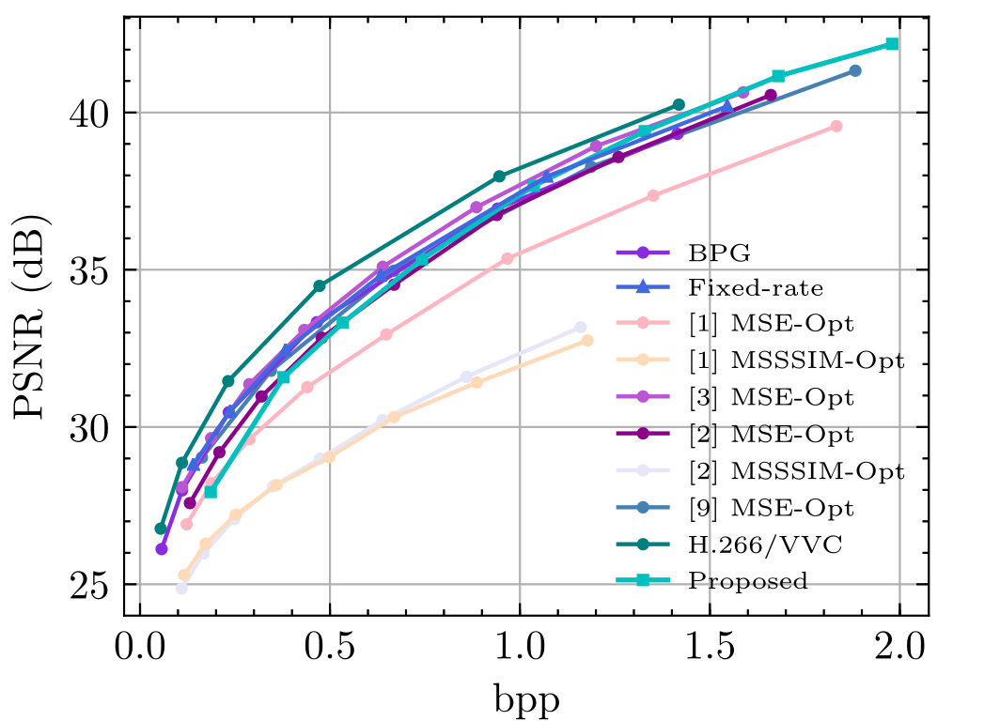 PSNR (dB)
40
35
30
25
0.0 0.5 1.0 1.5 2.0
bpp
BPG
Fixed-rate
[1] MSE-Opt
[1] MSSSIM-Opt
[3] MSE-Opt
[2] MSE-Opt
[2] MSSSIM-Opt
[9] MSE-Opt
H.266/VVC
Proposed